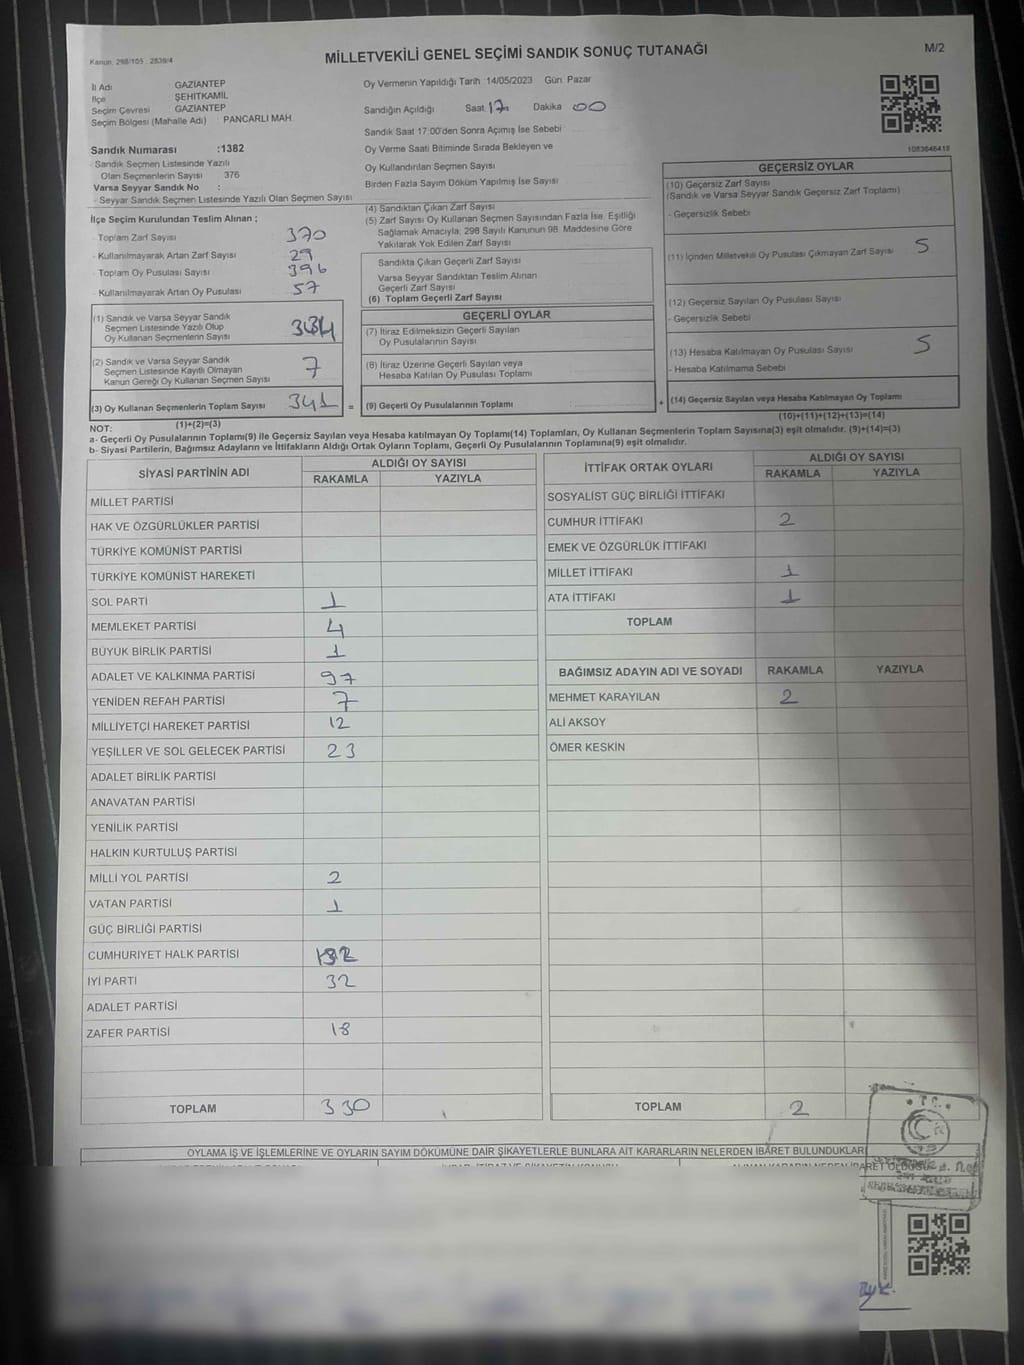 Kanun: 298/105 , 2839/4
MİLLETVEKİLİ GENEL SEÇİMİ SANDIK SONUÇ TUTANAĞI
M/2
İl Adı GAZİANTEP
İlçe ŞEHİTKAMİL
Seçim Çevresi GAZİANTEP
Seçim Bölgesi (Mahalle Adı) : PANCARLI MAH.
Sandık Numarası :1382
- Sandık Seçmen Listesinde Yazılı
Olan Seçmenlerin Sayısı 376
Varsa Seyyar Sandık No :
- Seyyar Sandık Seçmen Listesinde Yazılı Olan Seçmen Sayısı
İlçe Seçim Kurulundan Teslim Alınan ;
- Toplam Zarf Sayısı 370
- Kullanılmayarak Artan Zarf Sayısı 29
- Toplam Oy Pusulası Sayısı 396
- Kullanılmayarak Artan Oy Pusulası 57
(1) Sandık ve Varsa Seyyar Sandık
Seçmen Listesinde Yazılı Olup
Oy Kullanan Seçmenlerin Sayısı 334
(2) Sandık ve Varsa Seyyar Sandık
Seçmen Listesinde Kayıtlı Olmayan
Kanun Gereği Oy Kullanan Seçmen Sayısı 7
(3) Oy Kullanan Seçmenlerin Toplam Sayısı 341 =
(1)+(2)=(3)
Oy Vermenin Yapıldığı Tarih :14/05/2023 Gün: Pazar
Sandığın Açıldığı Saat 17 Dakika 00
Sandık Saat 17:00'den Sonra Açımış İse Sebebi
Oy Verme Saati Bitiminde Sırada Bekleyen ve
Oy Kullandırılan Seçmen Sayısı
Birden Fazla Sayım Döküm Yapılmış İse Sayısı
(4) Sandıktan Çıkan Zarf Sayısı
(5) Zarf Sayısı Oy Kullanan Seçmen Sayısından Fazla İse, Eşitliği
Sağlamak Amacıyla; 298 Sayılı Kanunun 98. Maddesine Göre
Yakılarak Yok Edilen Zarf Sayısı
Sandıkta Çıkan Geçerli Zarf Sayısı
Varsa Seyyar Sandıktan Teslim Alınan
Geçerli Zarf Sayısı
(6) Toplam Geçerli Zarf Sayısı
GEÇERLİ OYLAR
(7) İtiraz Edilmeksizin Geçerli Sayılan
Oy Pusulalarının Sayısı
(8) İtiraz Üzerine Geçerli Sayılan veya
Hesaba Katılan Oy Pusulası Toplamı
(9) Geçerli Oy Pusulalarının Toplamı +
1083646418
GEÇERSİZ OYLAR
(10) Geçersiz Zarf Sayısı
(Sandık ve Varsa Seyyar Sandık Geçersiz Zarf Toplamı)
- Geçersizlik Sebebi
(11) İçinden Milletvekili Oy Pusulası Çıkmayan Zarf Sayısı 5
(12) Geçersiz Sayılan Oy Pusulası Sayısı
- Geçersizlik Sebebi
(13) Hesaba Katılmayan Oy Pusulası Sayısı 5
- Hesaba Katılmama Sebebi
(14) Geçersiz Sayılan veya Hesaba Katılmayan Oy Toplamı
(10)+(11)+(12)+(13)=(14)
NOT:
a- Geçerli Oy Pusulalarının Toplamı(9) ile Geçersiz Sayılan veya Hesaba katılmayan Oy Toplamı(14) Toplamları, Oy Kullanan Seçmenlerin Toplam Sayısına(3) eşit olmalıdır. (9)+(14)=(3)
b- Siyasi Partilerin, Bağımsız Adayların ve İttifakların Aldığı Ortak Oyların Toplamı, Geçerli Oy Pusulalarının Toplamına(9) eşit olmalıdır.
SİYASİ PARTİNİN ADI ALDIĞI OY SAYISI
RAKAMLA YAZIYLA
MİLLET PARTİSİ
HAK VE ÖZGÜRLÜKLER PARTİSİ
TÜRKİYE KOMÜNİST PARTİSİ
TÜRKİYE KOMÜNİST HAREKETİ
SOL PARTİ 1
MEMLEKET PARTİSİ 4
BÜYÜK BİRLİK PARTİSİ 1
ADALET VE KALKINMA PARTİSİ 97
YENİDEN REFAH PARTİSİ 7
MİLLİYETÇİ HAREKET PARTİSİ 12
YEŞİLLER VE SOL GELECEK PARTİSİ 23
ADALET BİRLİK PARTİSİ
ANAVATAN PARTİSİ
YENİLİK PARTİSİ
HALKIN KURTULUŞ PARTİSİ
MİLLİ YOL PARTİSİ 2
VATAN PARTİSİ 1
GÜÇ BİRLİĞİ PARTİSİ
CUMHURİYET HALK PARTİSİ 132
İYİ PARTİ 32
ADALET PARTİSİ
ZAFER PARTİSİ 18
TOPLAM 330
İTTİFAK ORTAK OYLARI ALDIĞI OY SAYISI
RAKAMLA YAZIYLA
SOSYALİST GÜÇ BİRLİĞİ İTTİFAKI
CUMHUR İTTİFAKI 2
EMEK VE ÖZGÜRLÜK İTTİFAKI
MİLLET İTTİFAKI 1
ATA İTTİFAKI 1
TOPLAM
BAĞIMSIZ ADAYIN ADI VE SOYADI RAKAMLA YAZIYLA
MEHMET KARAYILAN 2
ALİ AKSOY
ÖMER KESKİN
TOPLAM 2
T.C.
OYLAMA İŞ VE İŞLEMLERİNE VE OYLARIN SAYIM DÖKÜMÜNE DAİR ŞİKAYETLERLE BUNLARA AİT KARARLARIN NELERDEN İBARET BULUNDUKLARI